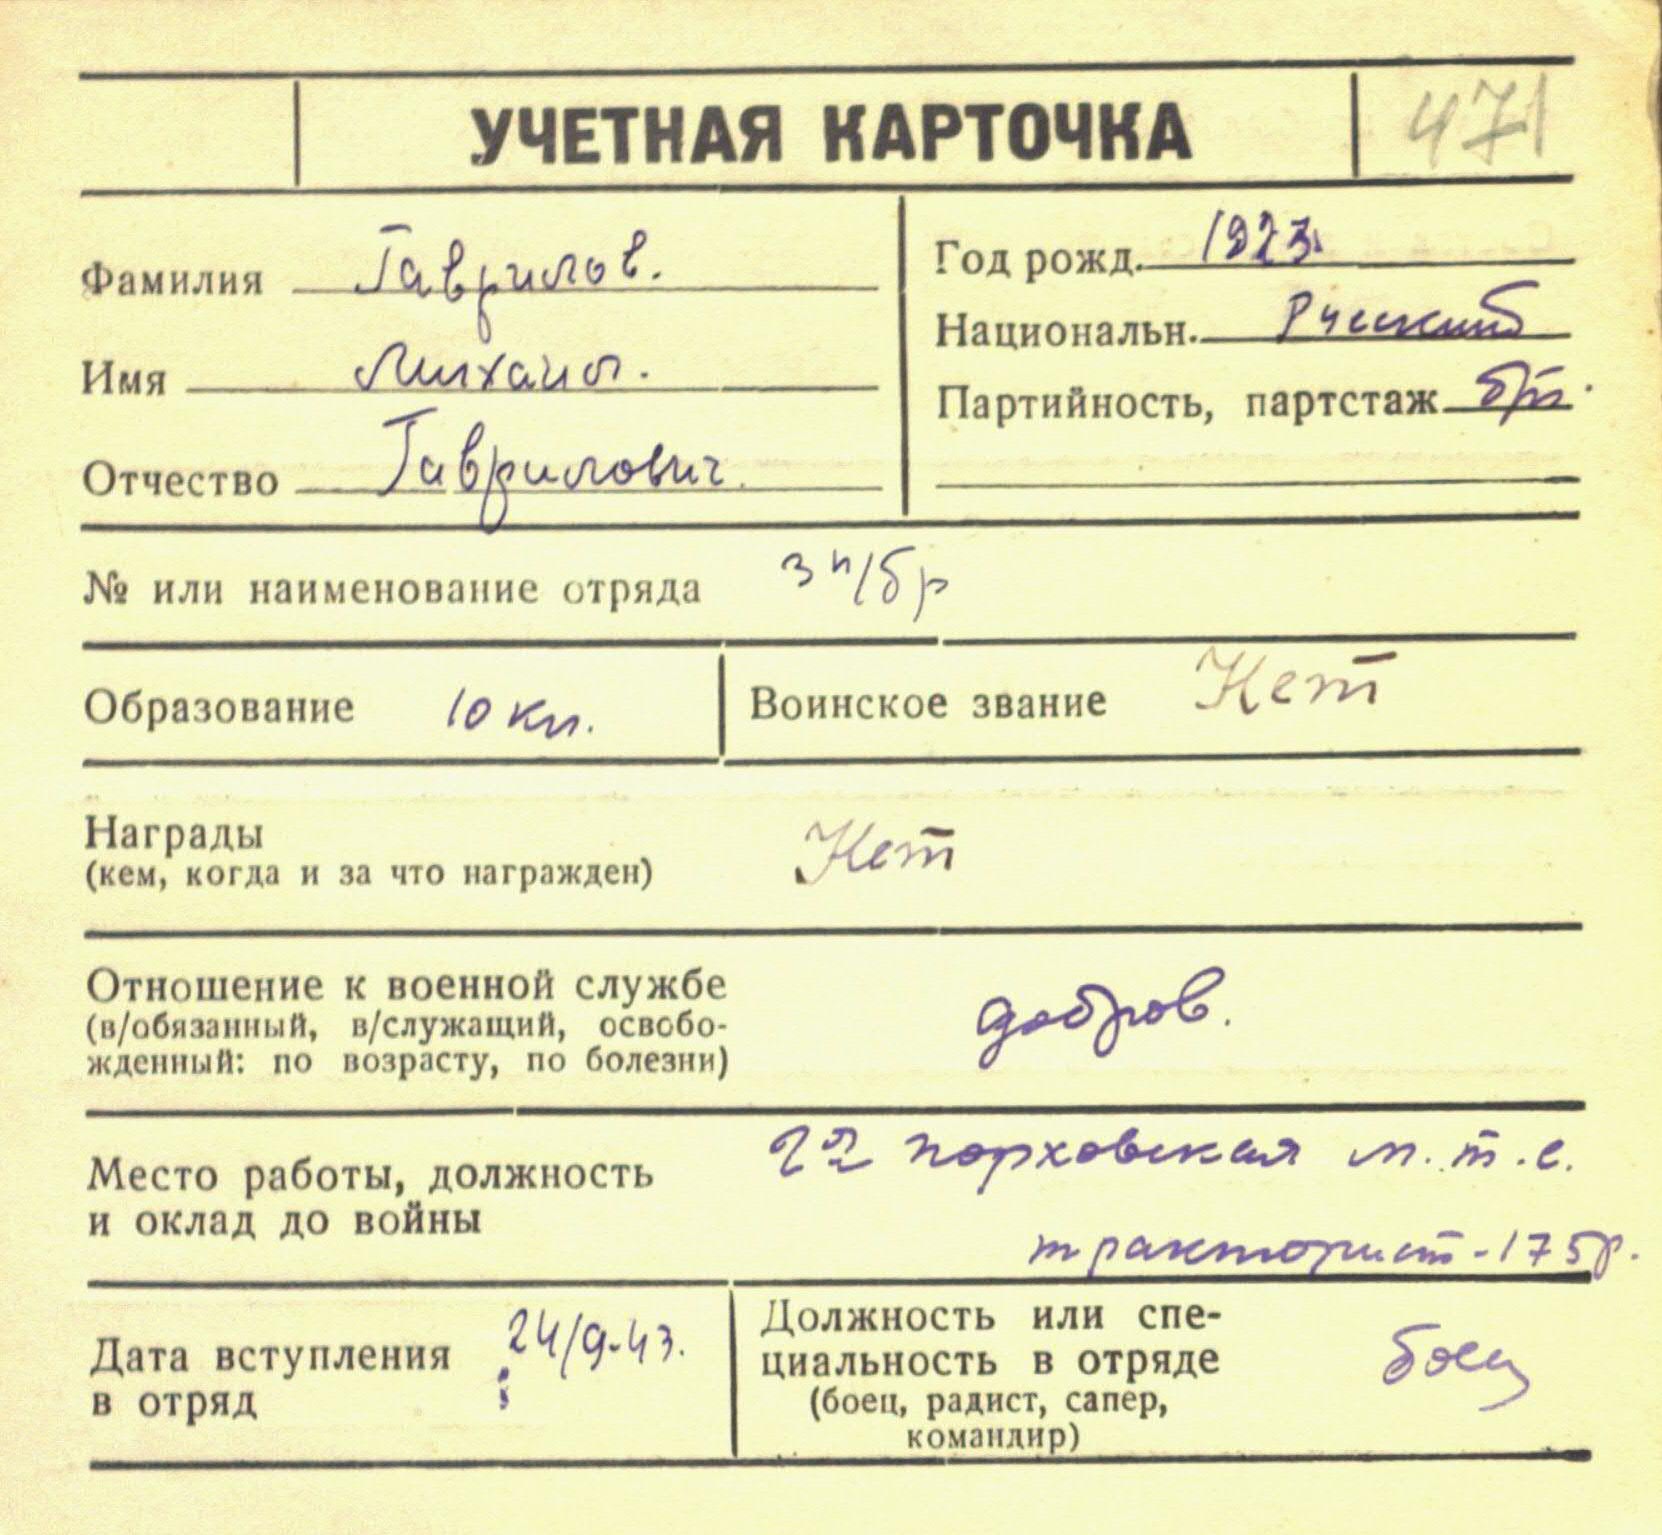 УЧЕТНАЯ КАРТОЧКА
471
Фамилия Гаврилов.
Имя Михаил.
Отчество Гаврилович.
Год рожд. 1923
Национальн. Русский
Партийность, партстаж б/п.
№ или наименование отряда 3 п/бр
Образование 10 кл.
Воинское звание Нет
Награды
(кем, когда и за что награжден) Нет
Отношение к военной службе
(в/обязанный, в/служащий, освобо-
жденный: по возрасту, по болезни)
добров.
Место работы, должность
и оклад до войны
2я порховская м.т.с.
тракторист-175р.
Дата вступления
в отряд
24/9-43.
Должность или спе-
циальность в отряде
(боец, радист, сапер,
командир)
боец